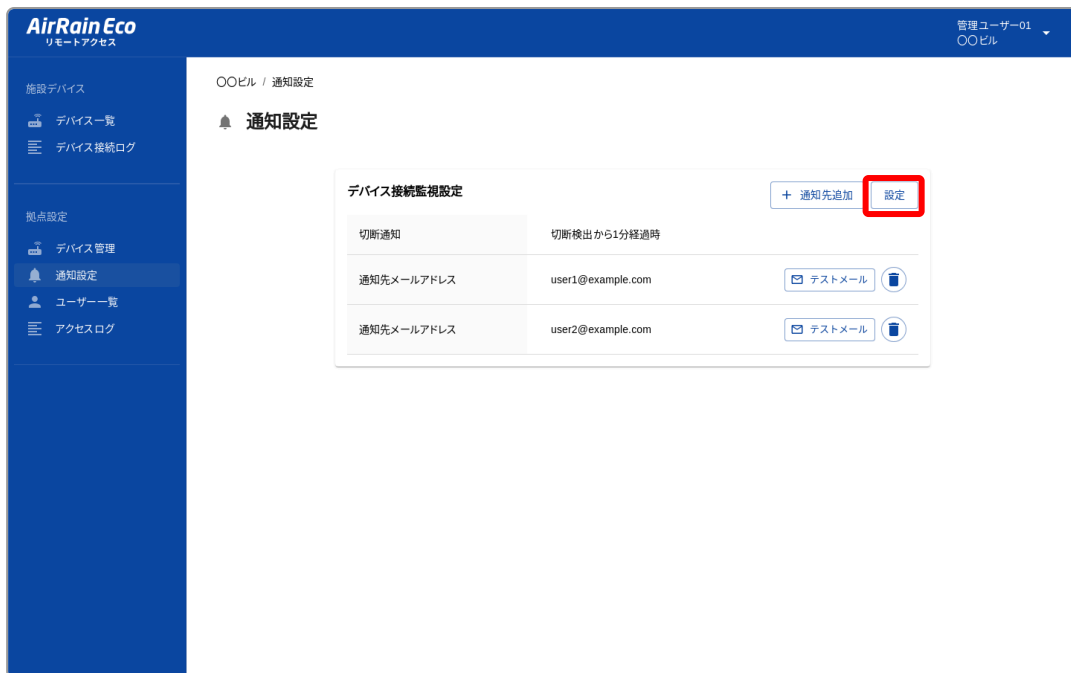 AirRain Eco
リモートアクセス
管理ユーザー01
〇〇ビル
施設デバイス
デバイス一覧
デバイス接続ログ
拠点設定
デバイス管理
通知設定
ユーザー一覧
アクセスログ
〇〇ビル / 通知設定
通知設定
デバイス接続監視設定
+ 通知先追加
設定
切断通知 切断検出から1分経過時
通知先メールアドレス user1@example.com テストメール
通知先メールアドレス user2@example.com テストメール